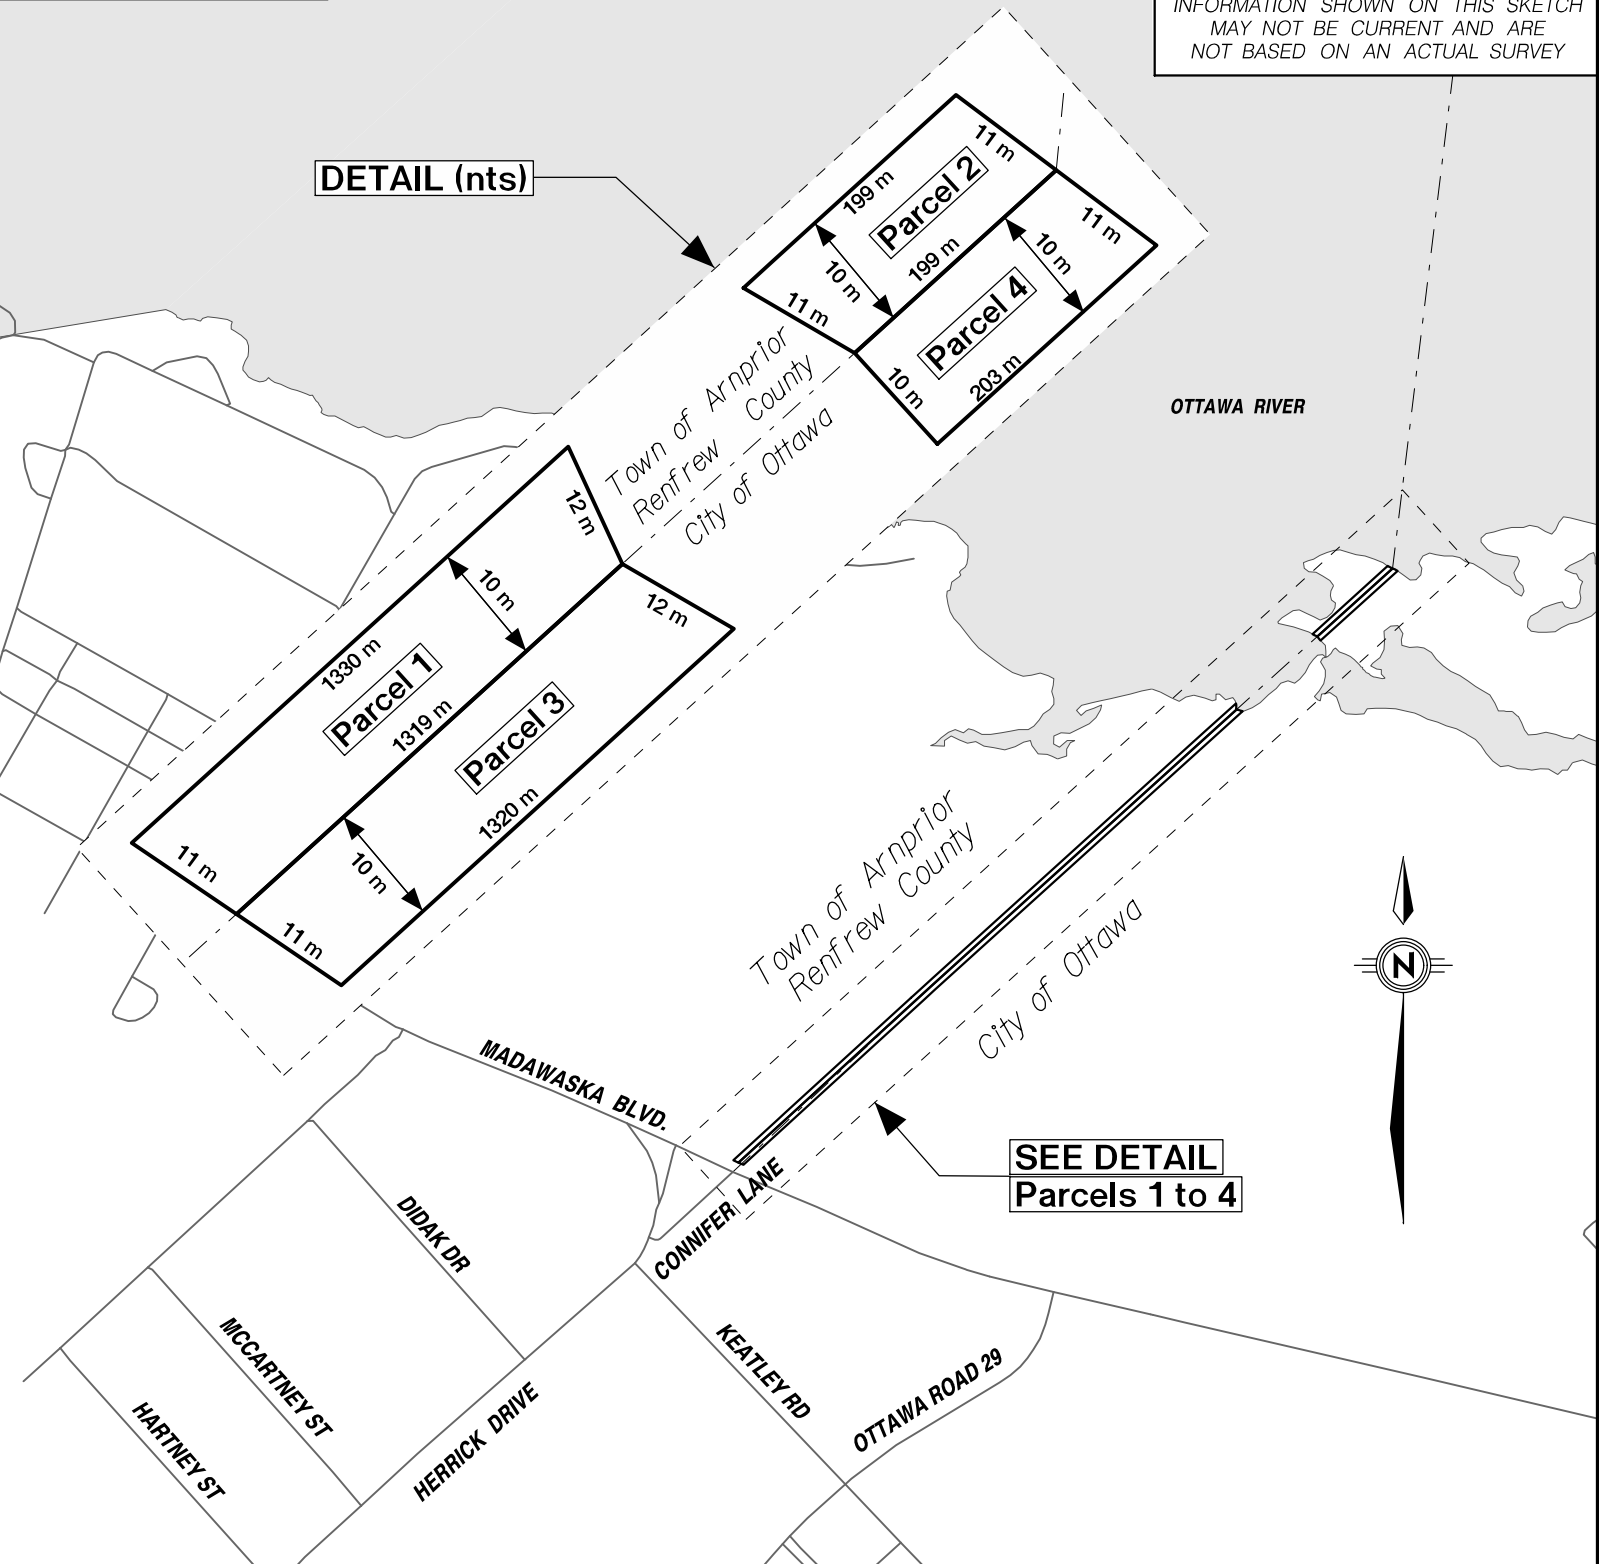 INFORMATION SHOWN ON THIS SKETCH
MAY NOT BE CURRENT AND ARE
NOT BASED ON AN ACTUAL SURVEY
DETAIL (nts)
11 m
199 m
Parcel 2
10 m
199 m
11 m
11 m
10 m
Parcel 4
10 m
203 m
Town of Arnprior
Renfrew County
City of Ottawa
OTTAWA RIVER
12 m
10 m
1330 m
Parcel 1
1319 m
11 m
12 m
Parcel 3
1320 m
10 m
11 m
Town of Arnprior
Renfrew County
City of Ottawa
N
MADAWASKA BLVD.
SEE DETAIL
Parcels 1 to 4
CONNIFER LANE
DIDAK DR
MCCARTNEY ST
HARTNEY ST
HERRICK DRIVE
KEATLEY RD
OTTAWA ROAD 29